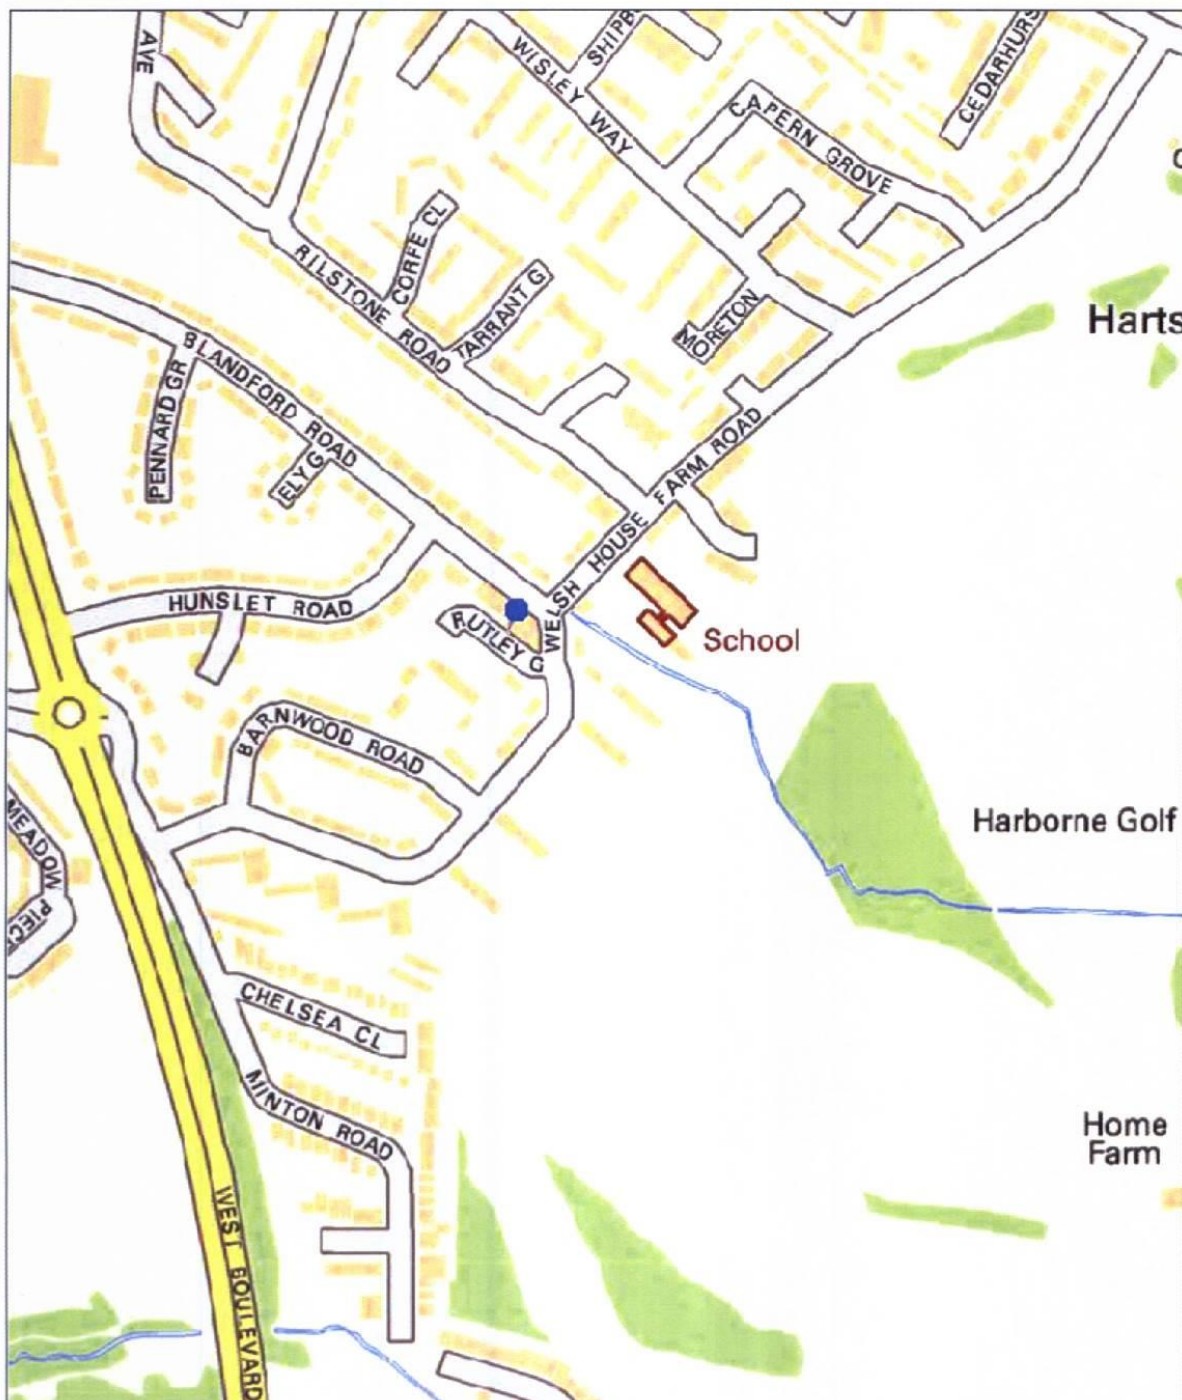 AVE
WISLEY WAY
CAPERN GROVE
CORFE CL
RILSTONE ROAD
TARRANT G
MORETON
Harts
BLANDFORD ROAD
PENNARD GR
ELY G
WELSH HOUSE FARM ROAD
HUNSLET ROAD
RUTLEY G
School
BARNWOOD ROAD
MEADOW
Harborne Golf
CHELSEA CL
MINTON ROAD
Home
Farm
WEST BOULEVARD